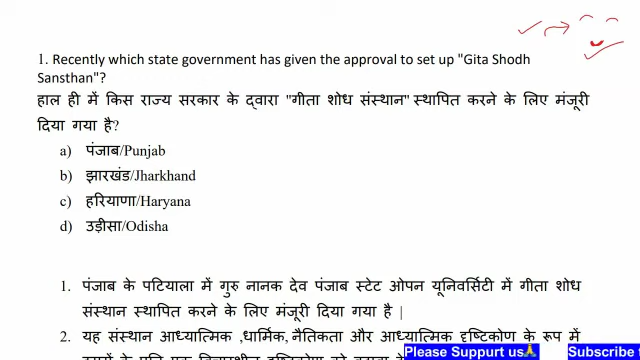 1. Recently which state government has given the approval to set up "Gita Shodh
Sansthan"?
हाल ही में किस राज्य सरकार के द्वारा "गीता शोध संस्थान" स्थापित करने के लिए मंजूरी
दिया गया है?
a) पंजाब/Punjab
b) झारखंड/Jharkhand
c) हरियाणा/Haryana
d) उड़ीसा/Odisha
1. पंजाब के पटियाला में गुरु नानक देव पंजाब स्टेट ओपन यूनिवर्सिटी में गीता शोध
संस्थान स्थापित करने के लिए मंजूरी दिया गया है |
2. यह संस्थान आध्यात्मिक ,धार्मिक, नैतिकता और आध्यात्मिक दृष्टिकोण के रूप में
Please Suppurt us🙏 Subscribe